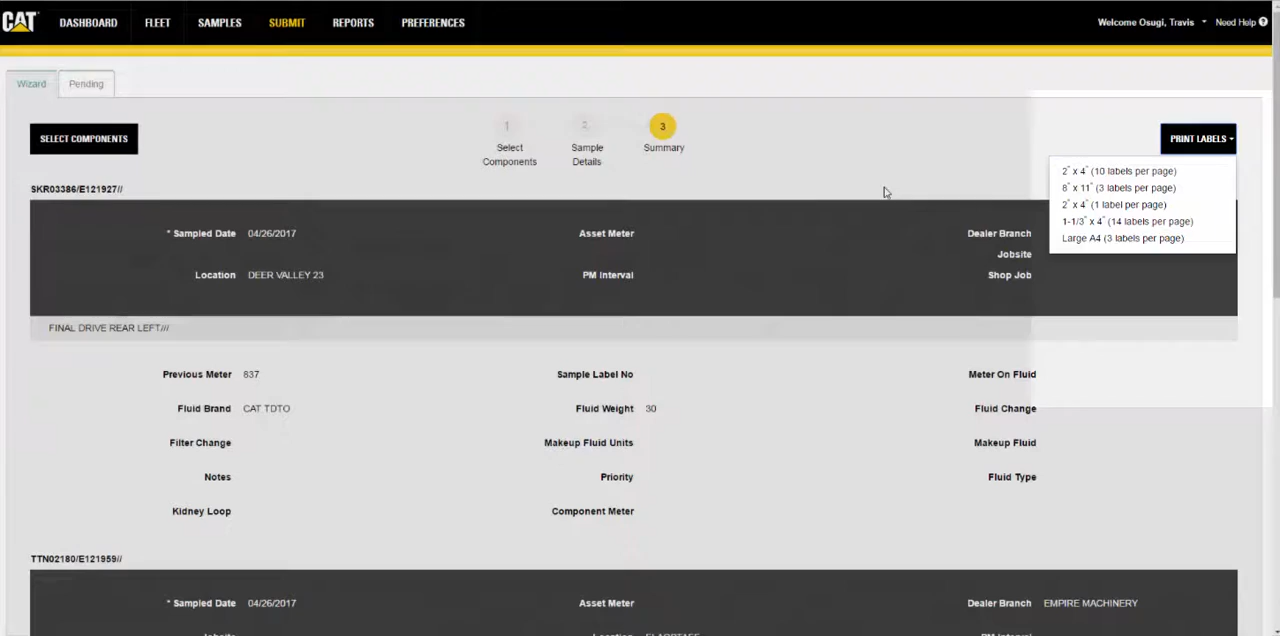 CAT DASHBOARD FLEET SAMPLES SUBMIT REPORTS PREFERENCES Welcome Osugi, Travis Need Help ?
Wizard Pending
SELECT COMPONENTS
1 Select Components
2 Sample Details
3 Summary
PRINT LABELS
2" x 4" (10 labels per page)
8" x 11" (3 labels per page)
2" x 4" (1 label per page)
1-1/3" x 4" (14 labels per page)
Large A4 (3 labels per page)
SKR03386/E121927//
* Sampled Date 04/26/2017 Asset Meter Dealer Branch
Jobsite
Location DEER VALLEY 23 PM Interval Shop Job
FINAL DRIVE REAR LEFT///
Previous Meter 837 Sample Label No Meter On Fluid
Fluid Brand CAT TDTO Fluid Weight 30 Fluid Change
Filter Change Makeup Fluid Units Makeup Fluid
Notes Priority Fluid Type
Kidney Loop Component Meter
TTN02180/E121959//
* Sampled Date 04/26/2017 Asset Meter Dealer Branch EMPIRE MACHINERY
Jobsite Location FLAGSTAFF PM Interval